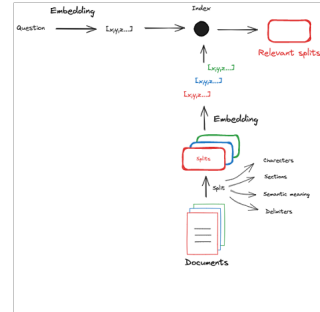 Embedding
Index
Question
[x,y,z...]
Relevant splits
[x,y,z...]
[x,y,z...]
[x,y,z...]
Embedding
Splits
Characters
Sections
Split
Semantic meaning
Delimiters
Documents